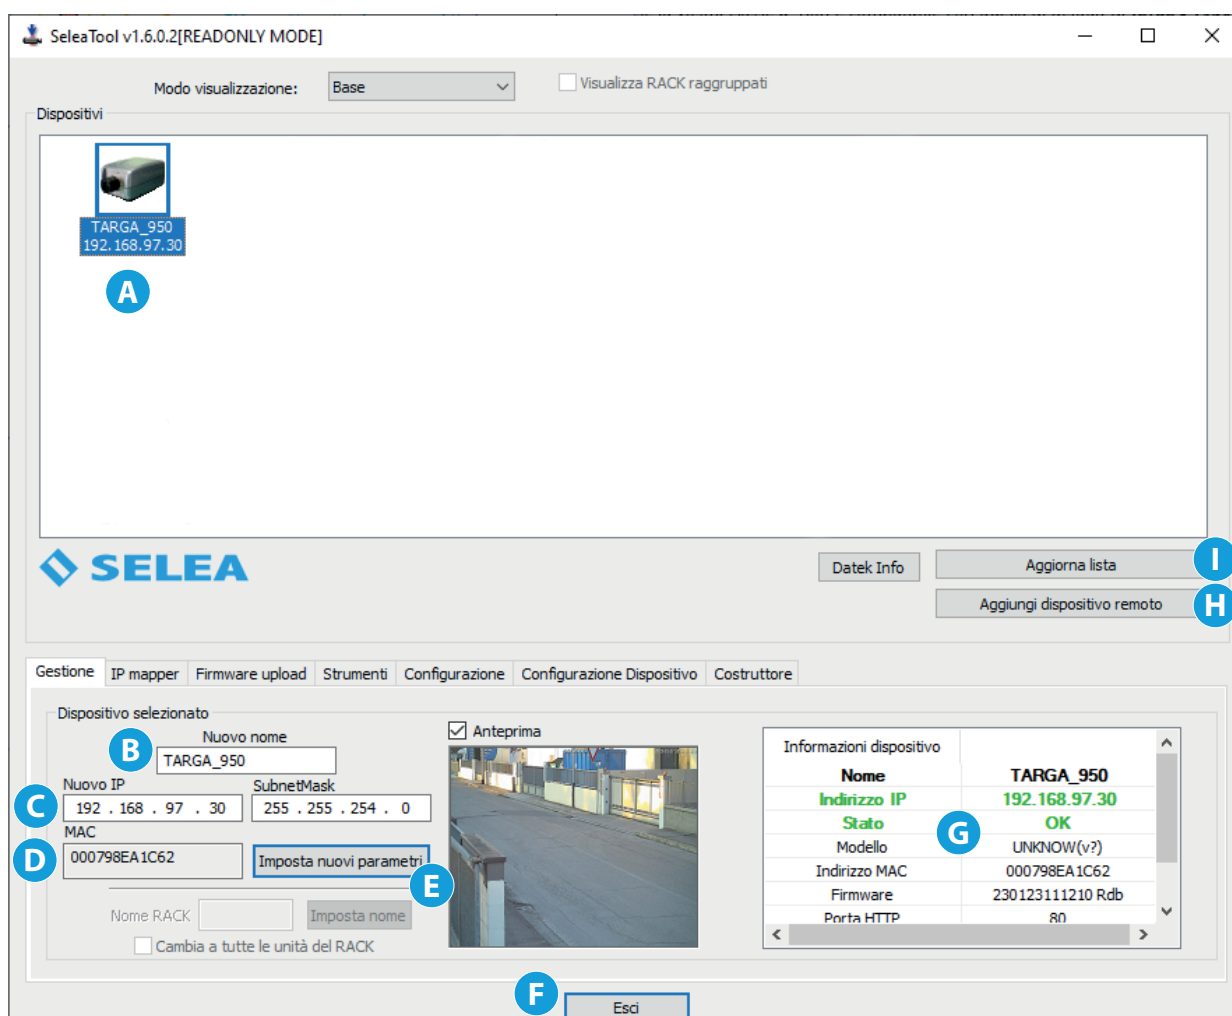 SeleaTool v1.6.0.2[READONLY MODE]
Modo visualizzazione: Base Visualizza RACK raggruppati
Dispositivi
TARGA_950
192.168.97.30
A
SELEA
Datek Info
Aggiorna lista
I
Aggiungi dispositivo remoto
H
Gestione IP mapper Firmware upload Strumenti Configurazione Configurazione Dispositivo Costruttore
Dispositivo selezionato
B
Nuovo nome
TARGA_950
Nuovo IP SubnetMask
C
192 . 168 . 97 . 30 255 . 255 . 254 . 0
MAC
D
000798EA1C62
Imposta nuovi parametri
E
Nome RACK Imposta nome
Cambia a tutte le unità del RACK
Anteprima
Informazioni dispositivo
Nome TARGA_950
Indirizzo IP 192.168.97.30
Stato OK
G
Modello UNKNOW(v?)
Indirizzo MAC 000798EA1C62
Firmware 230123111210 Rdb
Porta HTTP 80
F
Esci